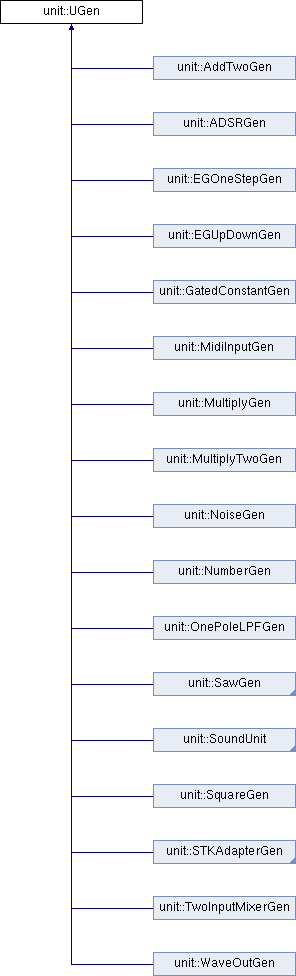 unit::UGen
unit::AddTwoGen
unit::ADSRGen
unit::EGOneStepGen
unit::EGUpDownGen
unit::GatedConstantGen
unit::MidiInputGen
unit::MultiplyGen
unit::MultiplyTwoGen
unit::NoiseGen
unit::NumberGen
unit::OnePoleLPFGen
unit::SawGen
unit::SoundUnit
unit::SquareGen
unit::STKAdapterGen
unit::TwoInputMixerGen
unit::WaveOutGen